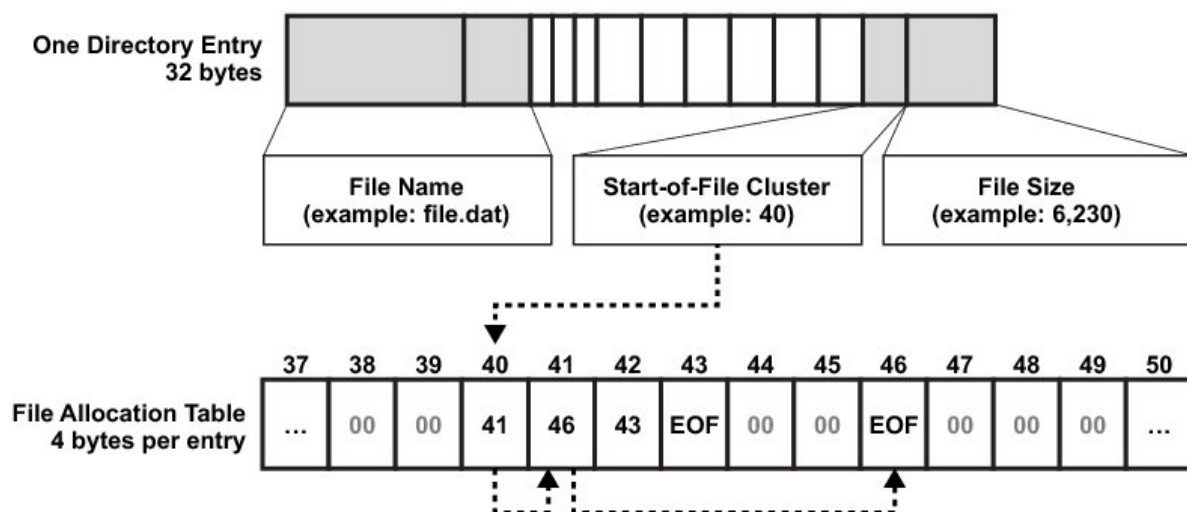 One Directory Entry
32 bytes
File Name
(example: file.dat)
Start-of-File Cluster
(example: 40)
File Size
(example: 6,230)
37 38 39 40 41 42 43 44 45 46 47 48 49 50
File Allocation Table
4 bytes per entry
... 00 00 41 46 43 EOF 00 00 EOF 00 00 00 ...